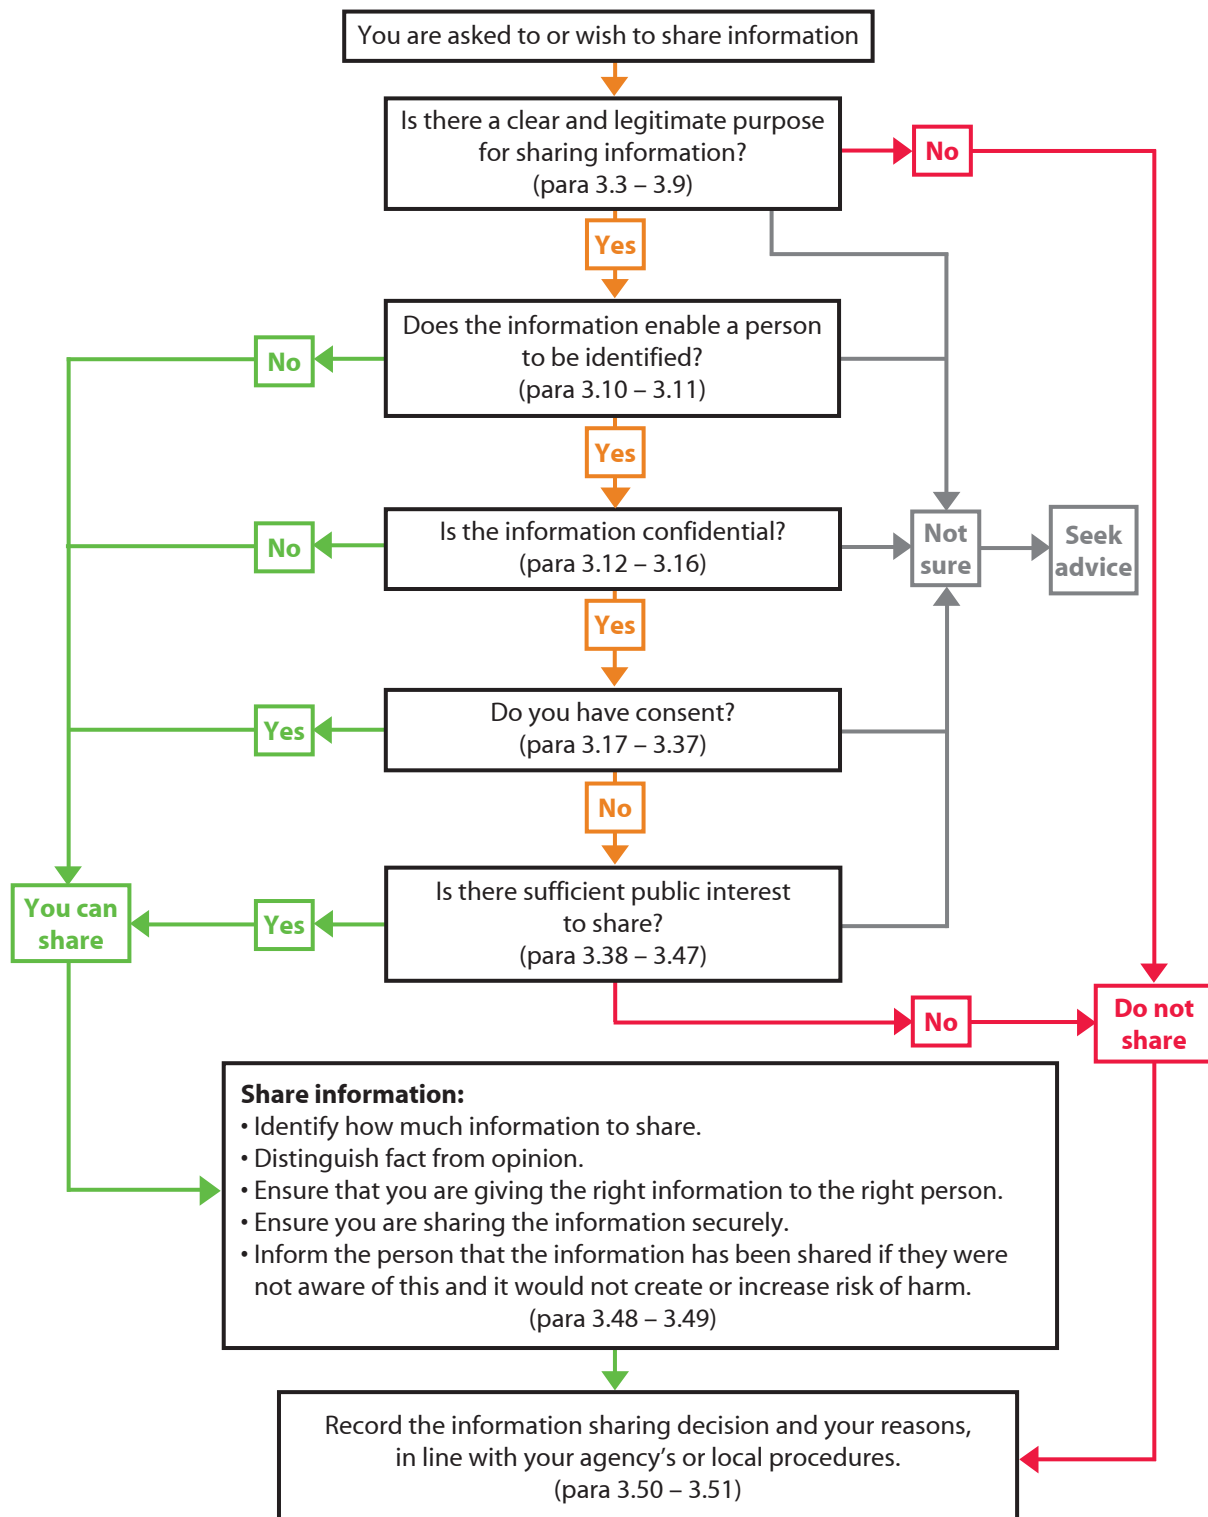 You are asked to or wish to share information
Is there a clear and legitimate purpose
for sharing information?
(para 3.3 – 3.9)
No
Yes
Does the information enable a person
to be identified?
(para 3.10 – 3.11)
No
Yes
Is the information confidential?
(para 3.12 – 3.16)
No
Not
sure
Seek
advice
Yes
Do you have consent?
(para 3.17 – 3.37)
Yes
No
Is there sufficient public interest
to share?
(para 3.38 – 3.47)
Yes
You can
share
No
Do not
share
Share information:
• Identify how much information to share.
• Distinguish fact from opinion.
• Ensure that you are giving the right information to the right person.
• Ensure you are sharing the information securely.
• Inform the person that the information has been shared if they were
not aware of this and it would not create or increase risk of harm.
(para 3.48 – 3.49)
Record the information sharing decision and your reasons,
in line with your agency’s or local procedures.
(para 3.50 – 3.51)